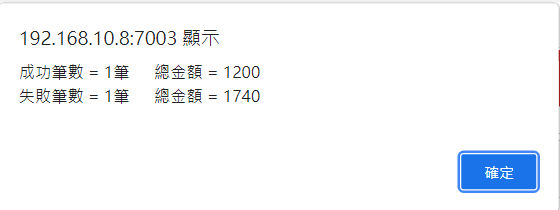 192.168.10.8:7003 顯示
成功筆數 = 1筆 總金額 = 1200
失敗筆數 = 1筆 總金額 = 1740
確定